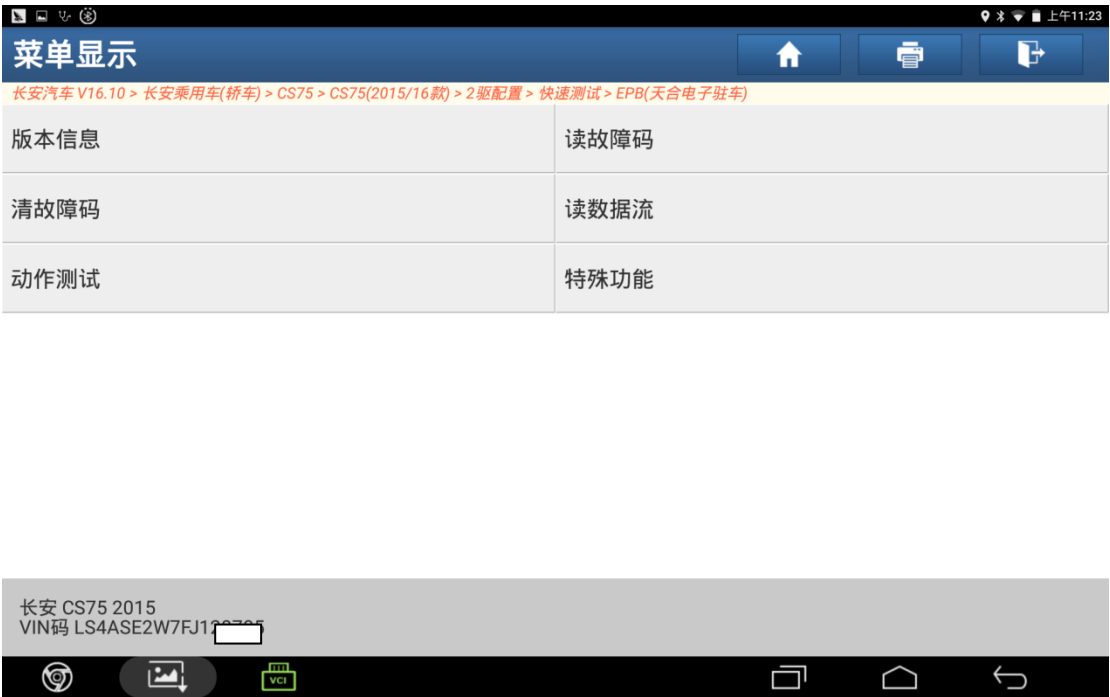 上午11:23
菜单显示
长安汽车 V16.10 > 长安乘用车(轿车) > CS75 > CS75(2015/16款) > 2驱配置 > 快速测试 > EPB(天合电子驻车)
版本信息 读故障码
清故障码 读数据流
动作测试 特殊功能
长安 CS75 2015
VIN码
VCI